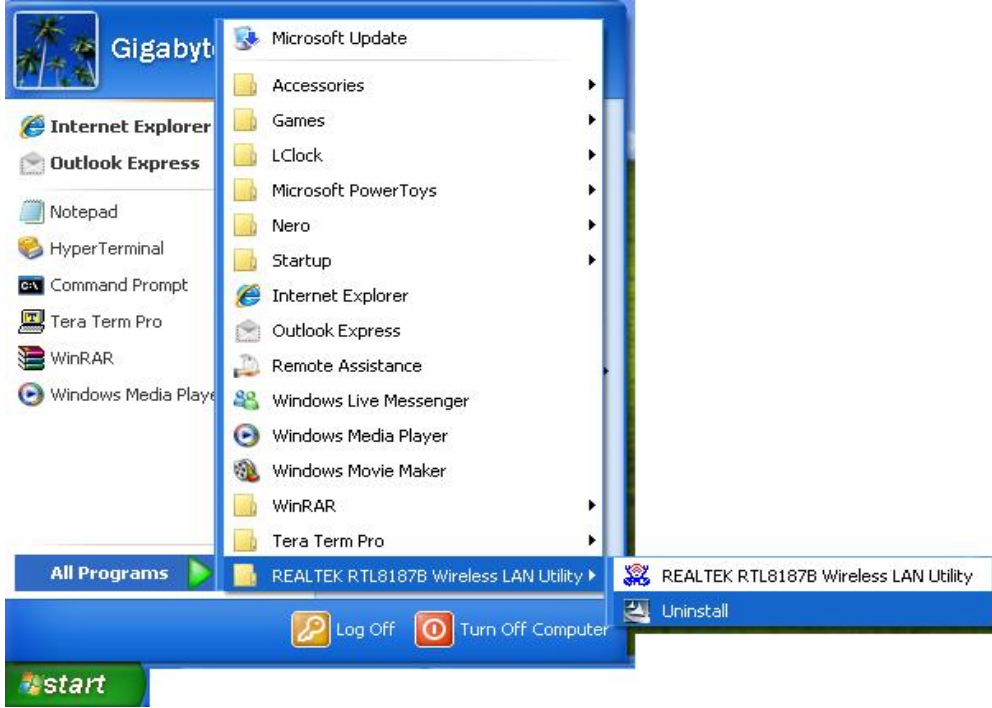 Gigabyt
Internet Explorer
Outlook Express
Notepad
HyperTerminal
Command Prompt
Tera Term Pro
WinRAR
Windows Media Playe
All Programs
Microsoft Update
Accessories
Games
LClock
Microsoft PowerToys
Nero
Startup
Internet Explorer
Outlook Express
Remote Assistance
Windows Live Messenger
Windows Media Player
Windows Movie Maker
WinRAR
Tera Term Pro
REALTEK RTL8187B Wireless LAN Utility
REALTEK RTL8187B Wireless LAN Utility
Uninstall
Log Off
Turn Off Computer
start